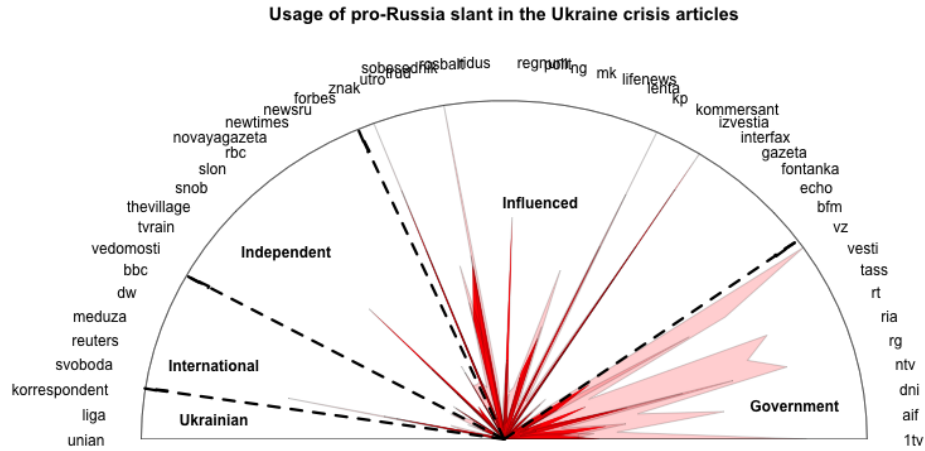 Usage of pro-Russia slant in the Ukraine crisis articles
unian
liga
korrespondent
svoboda
reuters
meduza
dw
bbc
vedomosti
tvrain
thevillage
snob
slon
rbc
novayagazeta
newtimes
newsru
forbes
znak
utro
trud
sobesednik
rosbalt
ridus
regnum
polit
ng
mk
lifenews
lenta
kp
kommersant
izvestia
interfax
gazeta
fontanka
echo
bfm
vz
vesti
tass
rt
ria
rg
ntv
dni
aif
1tv
Ukrainian
International
Independent
Influenced
Government